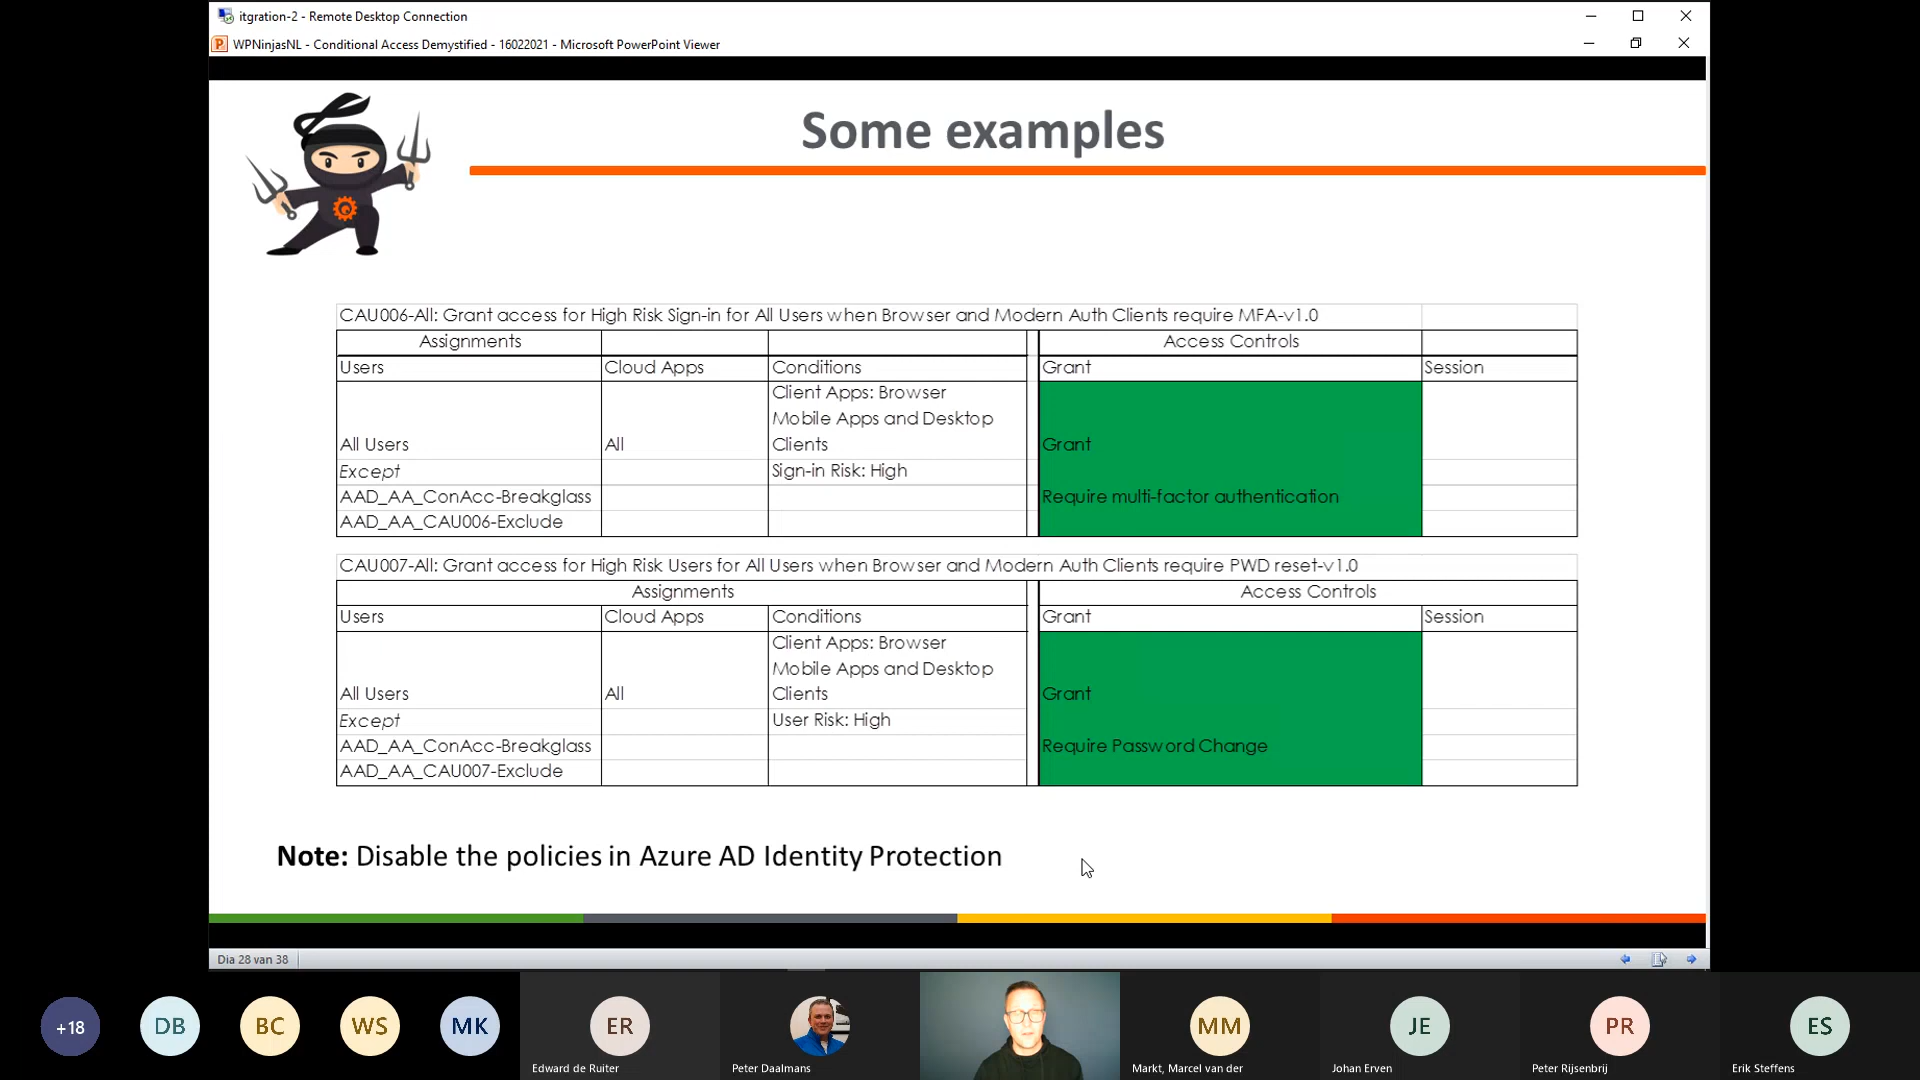 itgration-2 - Remote Desktop Connection
WPNinjasNL - Conditional Access Demystified - 16022021 - Microsoft PowerPoint Viewer
Some examples
CAU006-All: Grant access for High Risk Sign-in for All Users when Browser and Modern Auth Clients require MFA-v1.0
Assignments Access Controls
Users Cloud Apps Conditions Grant Session
Client Apps: Browser
Mobile Apps and Desktop
All Users All Clients Grant
Except Sign-in Risk: High
AAD_AA_ConAcc-Breakglass Require multi-factor authentication
AAD_AA_CAU006-Exclude
CAU007-All: Grant access for High Risk Users for All Users when Browser and Modern Auth Clients require PWD reset-v1.0
Assignments Access Controls
Users Cloud Apps Conditions Grant Session
Client Apps: Browser
Mobile Apps and Desktop
All Users All Clients Grant
Except User Risk: High
AAD_AA_ConAcc-Breakglass Require Password Change
AAD_AA_CAU007-Exclude
Note: Disable the policies in Azure AD Identity Protection
Dia 28 van 38
+18 DB BC WS MK ER MM JE PR ES
Edward de Ruiter Peter Daalmans Markt, Marcel van der Johan Erven Peter Rijsenbrij Erik Steffens